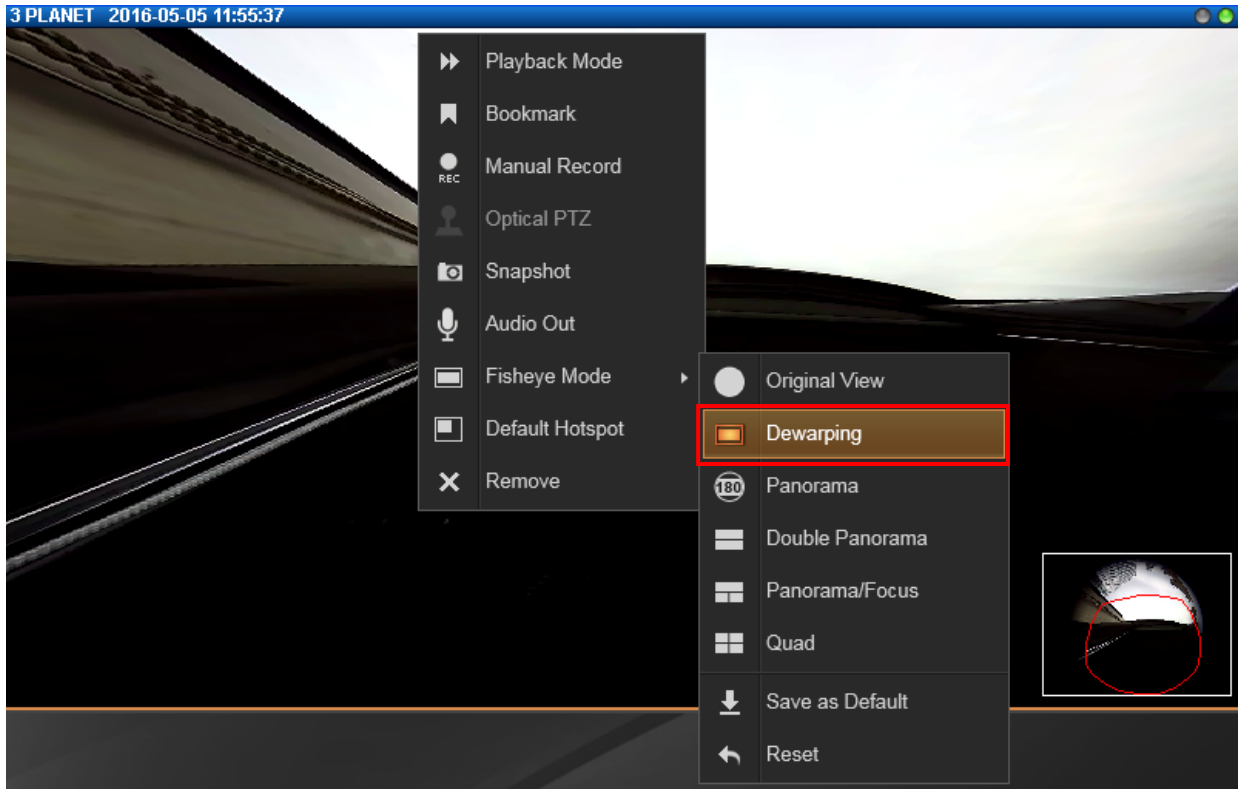 3 PLANET 2016-05-05 11:55:37
Playback Mode
Bookmark
REC
Manual Record
Optical PTZ
Snapshot
Audio Out
Fisheye Mode
Default Hotspot
Remove
Original View
Dewarping
180
Panorama
Double Panorama
Panorama/Focus
Quad
Save as Default
Reset